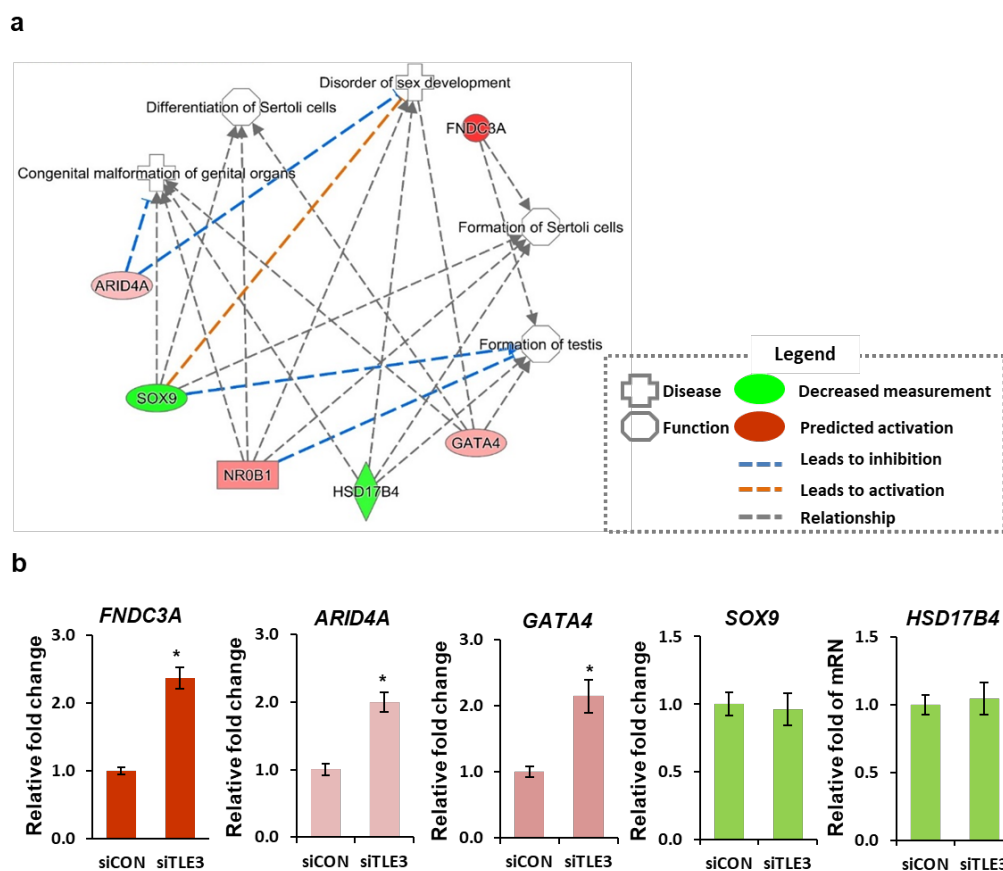 a
Disorder of sex development
Differentiation of Sertoli cells
FNDC3A
Congenital malformation of genital organs
Formation of Sertoli cells
ARID4A
Formation of testis
SOX9
GATA4
NR0B1
HSD17B4
Legend
Disease
Decreased measurement
Function
Predicted activation
Leads to inhibition
Leads to activation
Relationship
b
FNDC3A
Relative fold change
3.0
2.0
1.0
0.0
*
siCON siTLE3
ARID4A
Relative fold change
3.0
2.0
1.0
0.0
*
siCON siTLE3
GATA4
Relative fold change
3.0
2.0
1.0
0.0
*
siCON siTLE3
SOX9
Relative fold change
1.5
1.0
0.5
0.0
siCON siTLE3
HSD17B4
Relative fold of mRN
1.5
1.0
0.5
0.0
siCON siTLE3